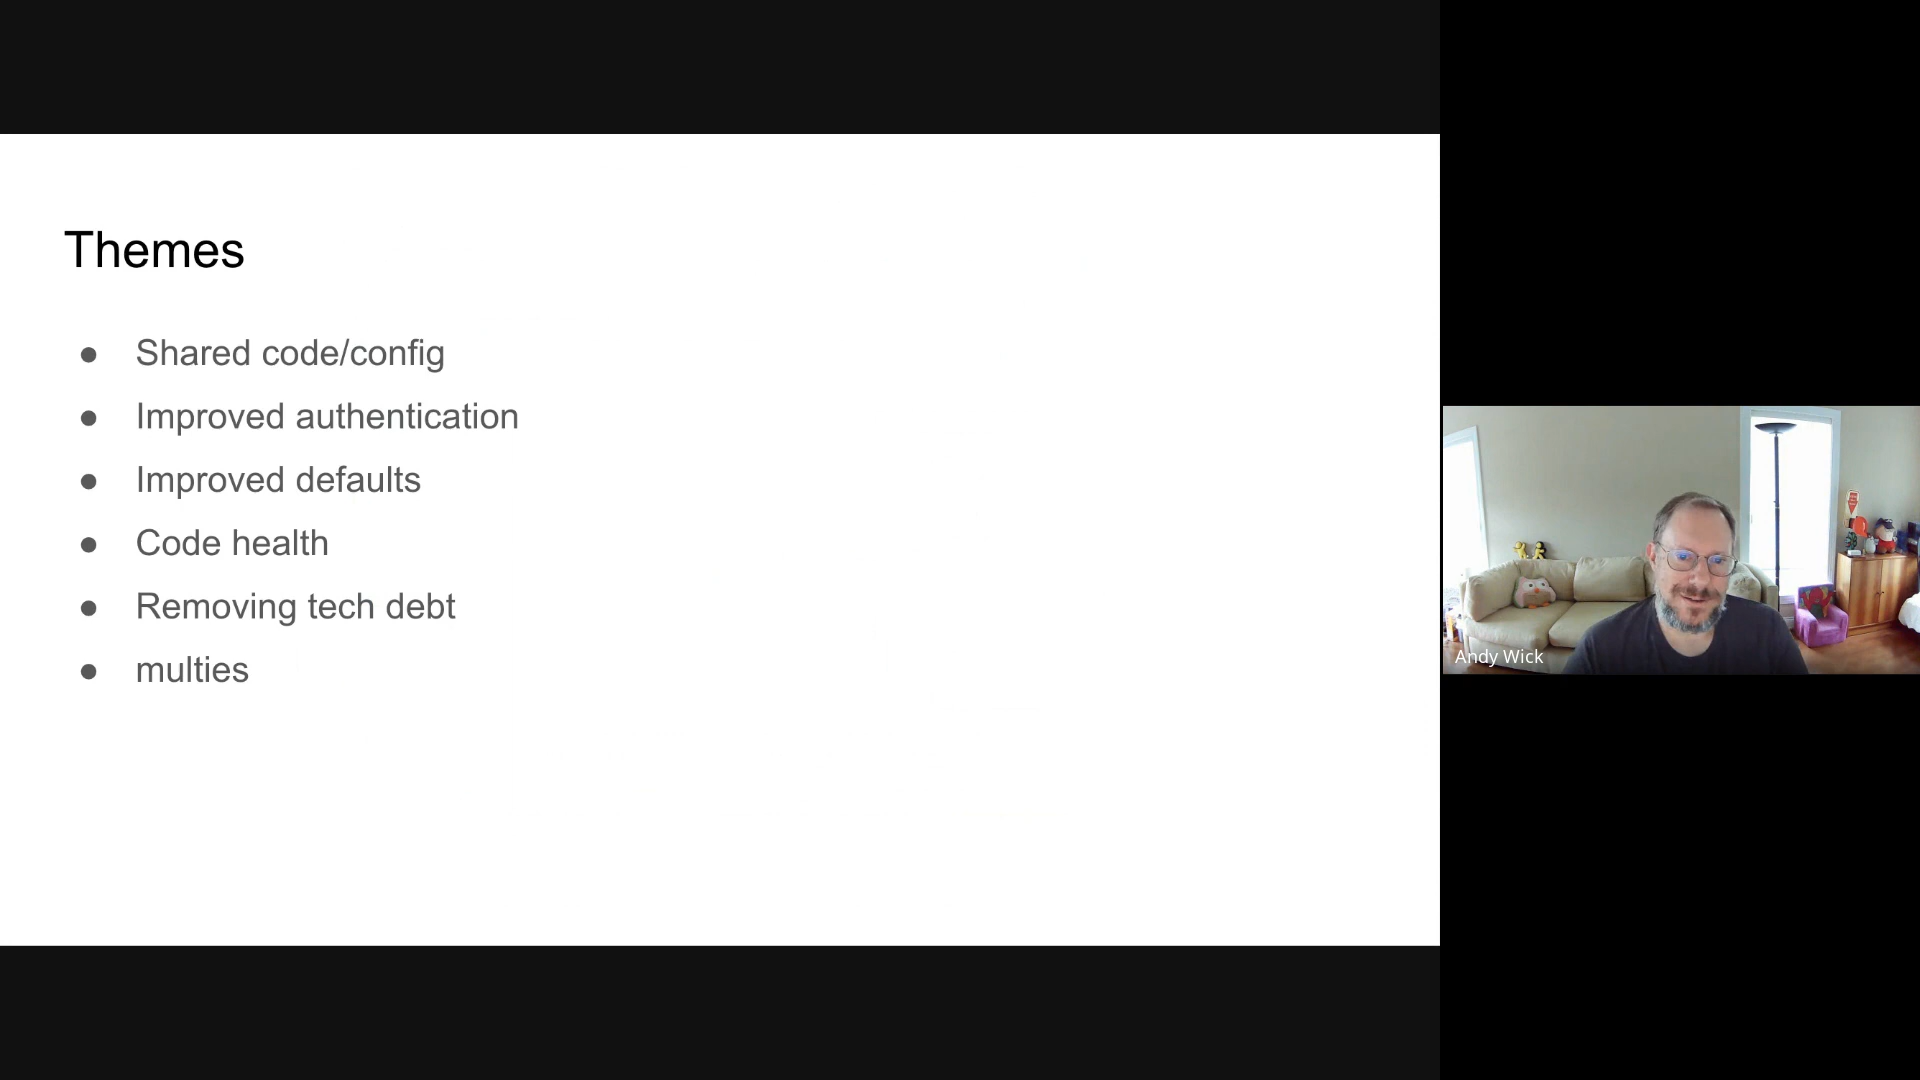 Themes
● Shared code/config
● Improved authentication
● Improved defaults
● Code health
● Removing tech debt
● multies
Andy Wick